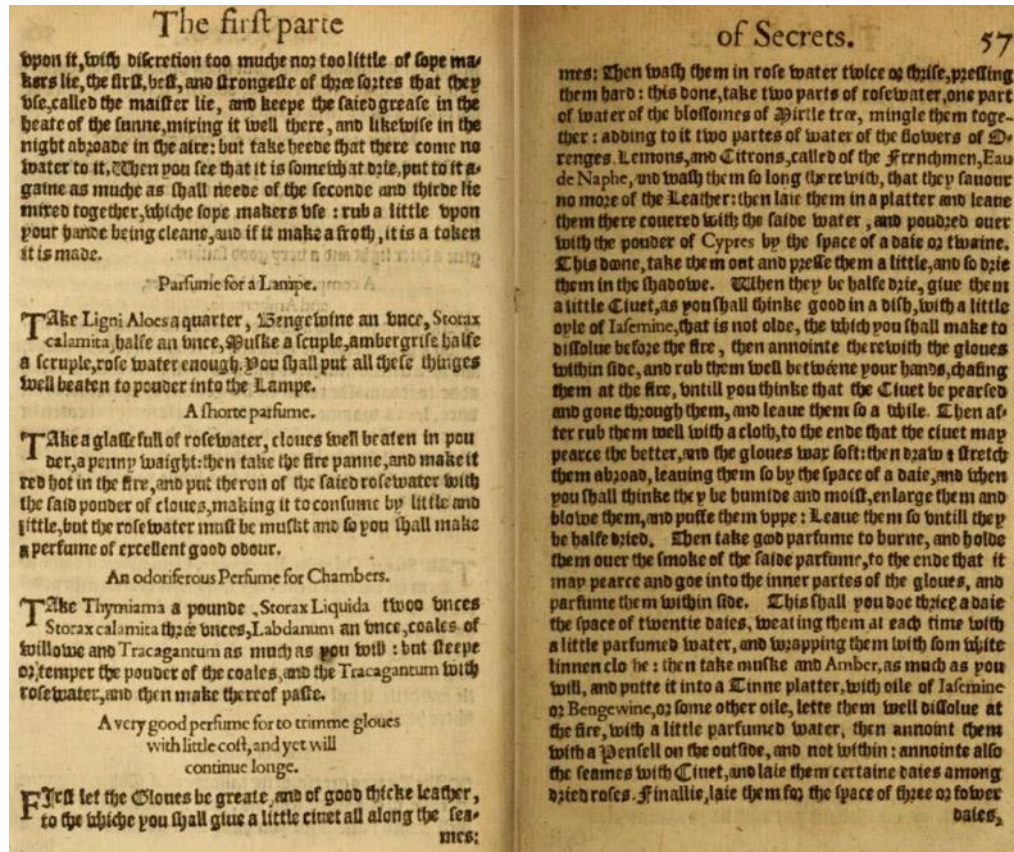 The first parte
vpon it, with discretion too muche nor too little of sope ma-
kers lie, the first, best, and strongeste of three sortes that they
vse, called the maister lie, and keepe the saied grease in the
heate of the sunne, mixing it well there, and likewise in the
night abroade in the aire: but take heede that there come no
water to it. When you see that it is somewhat drie, put to it a-
gaine as muche as shall neede of the seconde and thirde lie
mixed together, whiche sope makers vse: rub a little vpon
your hande being cleane, and if it make a froth, it is a token
it is made.
Parfume for a Lampe.
TAke Ligni Aloes a quarter, Bengewine an vnce, Storax
calamita, halfe an vnce, Muske a scuple, ambergrise halfe
a scruple, rose water enough. You shall put all these thinges
well beaten to pouder into the Lampe.
A shorte parfume.
TAke a glasse full of rosewater, cloues well beaten in pou
der, a penny waight: then take the fire panne, and make it
red hot in the fire, and put theron of the saied rosewater with
the said pouder of cloues, making it to consume by little and
little, but the rosewater must be muskt and so you shall make
a perfume of excellent good odour.
An odoriferous Perfume for Chambers.
TAke Thymiama a pounde, Storax Liquida twoo vnces
Storax calamita three vnces, Labdanum an vnce, coales of
willowe and Tracagantum as much as you will: but steepe
or, temper the pouder of the coales, and the Tracagantum with
rosewater, and then make thereof paste.
A very good perfume for to trimme gloues
with little cost, and yet will
continue longe.
FIrst let the Gloues be greate, and of good thicke leather,
to the whiche you shall giue a little ciuet all along the sea-
mes:
of Secrets. 57
mes: Then wash them in rose water twice or thrise, pressing
them hard: this done, take two parts of rosewater, one part
of water of the blossomes of Mirtle tree, mingle them toge-
ther: adding to it two partes of water of the flowers of O-
renges Lemons, and Citrons, called of the Frenchmen, Eau
de Naphe, and wash them so long therewith, that they sauour
no more of the Leather: then laie them in a platter and leaue
them there couered with the saide water, and poudred ouer
with the pouder of Cypres by the space of a daie or twaine.
This doone, take them out and presse them a little, and so drie
them in the shadowe. When they be halfe drie, giue them
a little Ciuet, as you shall thinke good in a dish, with a little
oyle of Iasemine, that is not olde, the which you shall make to
dissolue before the fire, then annointe therewith the gloues
within side, and rub them well betweene your hands, chafing
them at the fire, vntill you thinke that the Ciuet be pearsed
and gone through them, and leaue them so a while. Then af-
ter rub them well with a cloth, to the ende that the ciuet may
pearce the better, and the gloues wax soft: then draw & stretch
them abroad, leauing them so by the space of a daie, and when
you shall thinke they be humide and moist, enlarge them and
blowe them, and puffe them vppe: Leaue them so vntill they
be halfe dried. Then take good parfume to burne, and holde
them ouer the smoke of the saide parfume, to the ende that it
may pearce and goe into the inner partes of the gloues, and
parfume them within side. This shall you doe thrice a daie
the space of twentie daies, weating them at each time with
a little parfumed water, and wrapping them with som white
linnen clo he: then take muske and Amber, as much as you
will, and putte it into a Tinne platter, with oile of Iasemine
or Bengewine, or some other oile, lette them well dissolue at
the fire, with a little parfumed water, then annoint them
with a Pensell on the outside, and not within: annointe also
the seames with Ciuet, and laie them certaine daies among
dried roses. Finallie, laie them for the space of three or fower
daies,